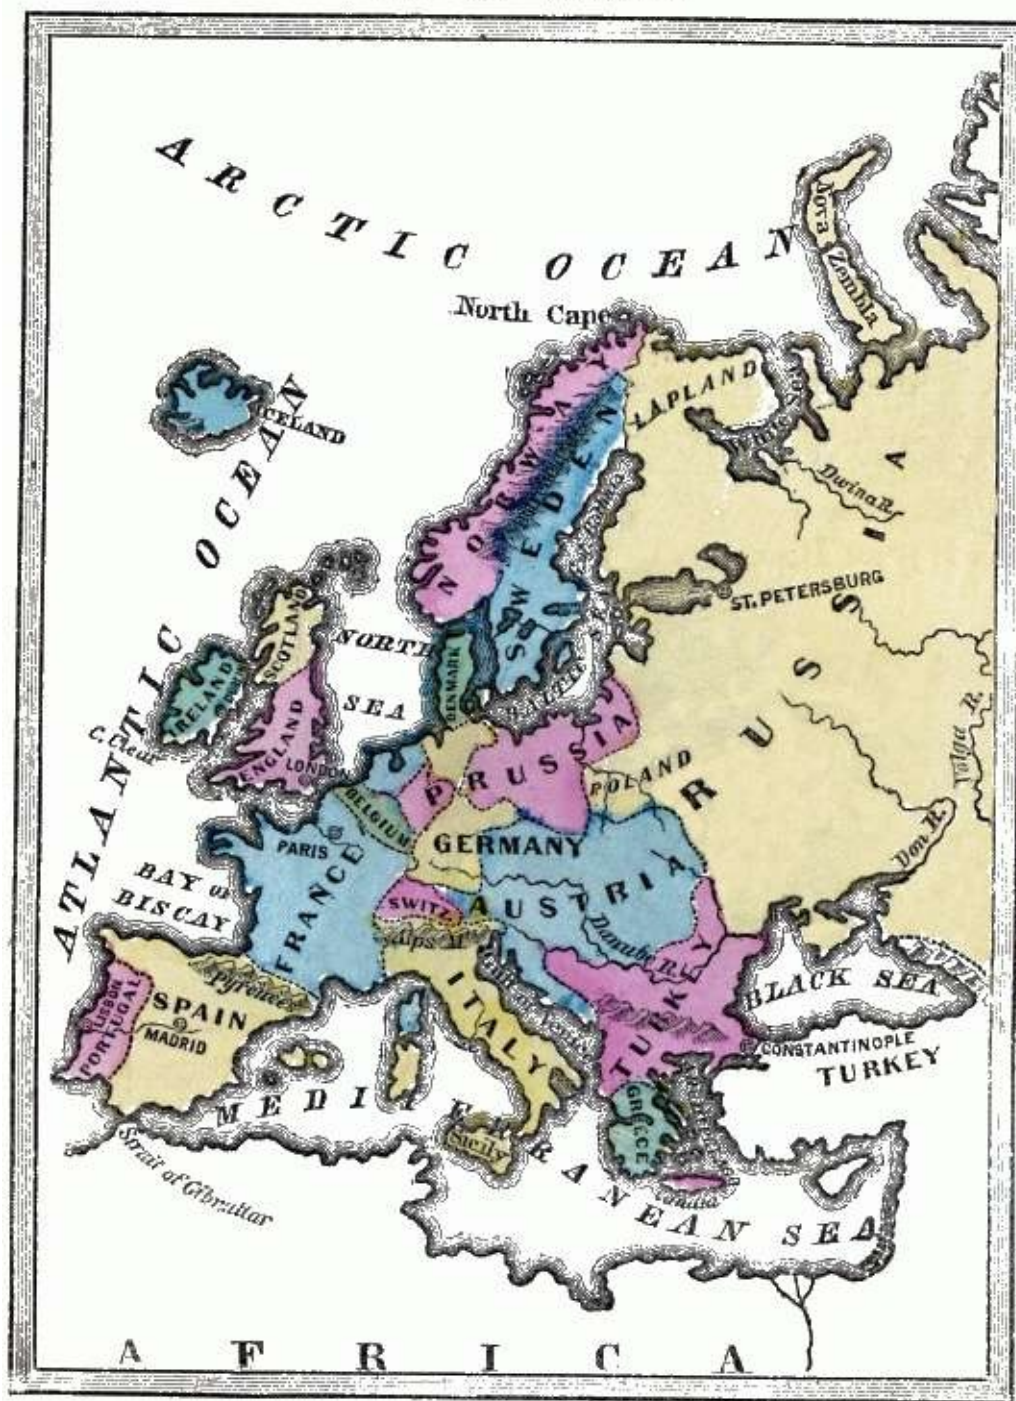 ARCTIC OCEAN
Nova
Zembla
North Cape
ICELAND
ATLANTIC OCEAN
NORWAY
SWEDEN
LAPLAND
White Sea
Dwina R.
RUSSIA
ST. PETERSBURG
SCOTLAND
NORTH
SEA
IRELAND
C. Clear
ENGLAND
LONDON
DENMARK
BALTIC
PRUSSIA
POLAND
Volga R.
Don R.
BELGIUM
GERMANY
PARIS
FRANCE
BAY OF
BISCAY
SWITZ.
AUSTRIA
Alps M.
Danube R.
Pyrenees
SPAIN
MADRID
LISBON
PORTUGAL
ITALY
TURKEY
BLACK SEA
CONSTANTINOPLE
TURKEY
GREECE
Sicily
Candia
MEDITERRANEAN SEA
Strait of Gibraltar
AFRICA